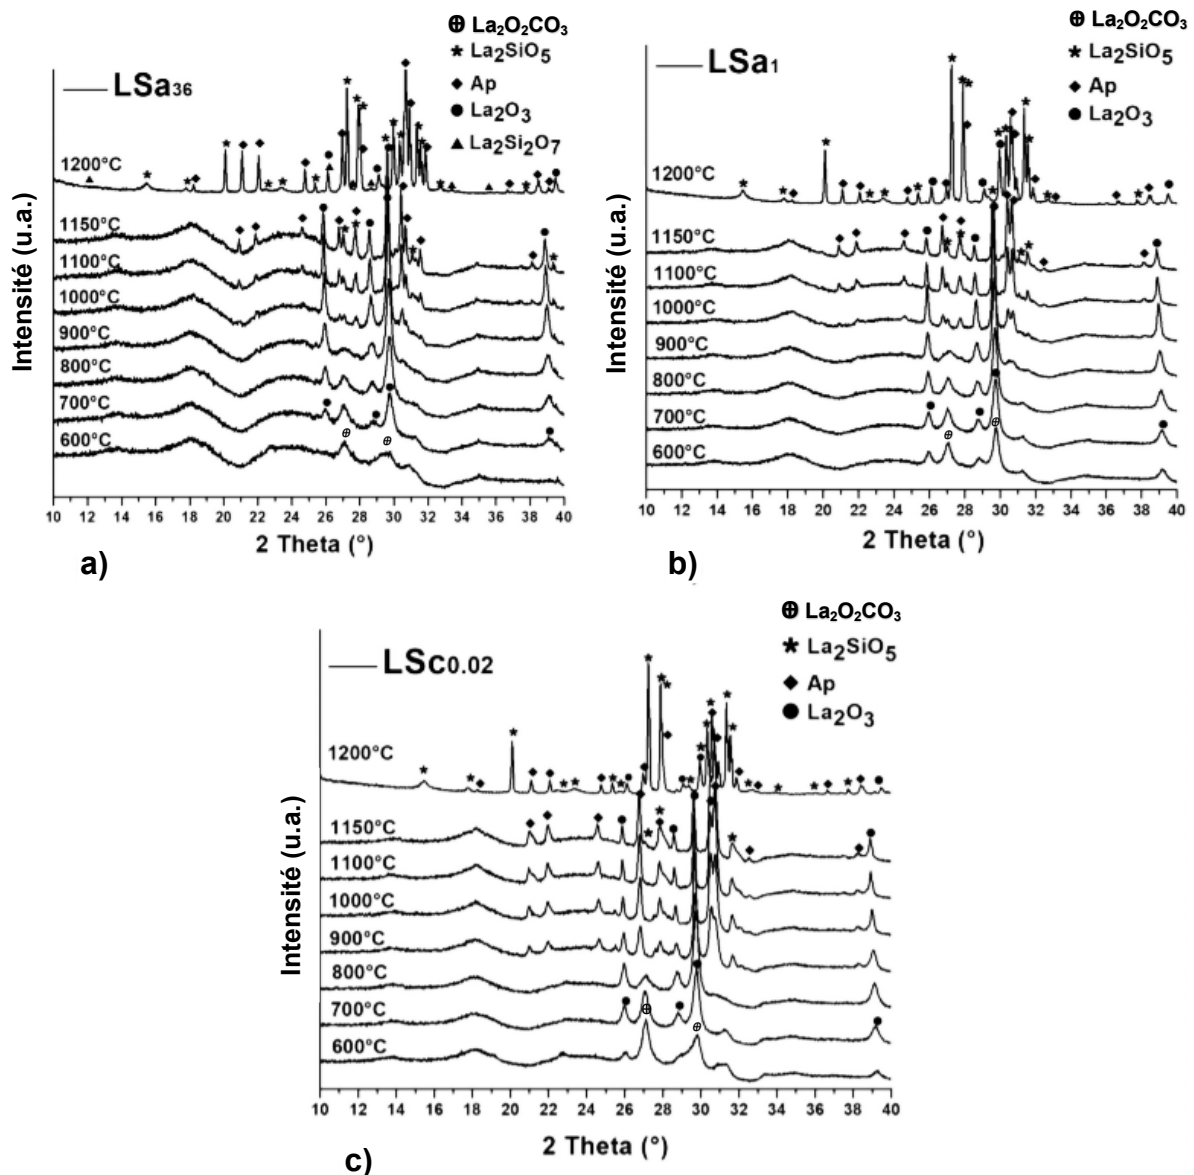 ⊕ La₂O₂CO₃
★ La₂SiO₅
◆ Ap
● La₂O₃
▲ La₂Si₂O₇
LSa36
Intensité (u.a.)
1200°C
1150°C
1100°C
1000°C
900°C
800°C
700°C
600°C
10 12 14 16 18 20 22 24 26 28 30 32 34 36 38 40
2 Theta (°)
a)
⊕ La₂O₂CO₃
★ La₂SiO₅
◆ Ap
● La₂O₃
LSa1
Intensité (u.a.)
1200°C
1150°C
1100°C
1000°C
900°C
800°C
700°C
600°C
10 12 14 16 18 20 22 24 26 28 30 32 34 36 38 40
2 Theta (°)
b)
⊕ La₂O₂CO₃
★ La₂SiO₅
◆ Ap
● La₂O₃
LSc0.02
Intensité (u.a.)
1200°C
1150°C
1100°C
1000°C
900°C
800°C
700°C
600°C
10 12 14 16 18 20 22 24 26 28 30 32 34 36 38 40
2 Theta (°)
c)